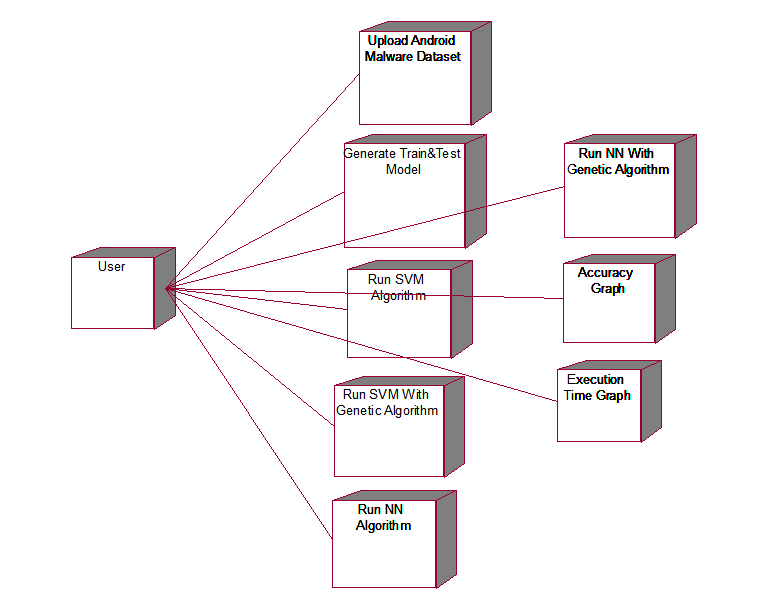 Upload Android
Malware Dataset
Generate Train&Test
Model
Run NN With
Genetic Algorithm
User
Run SVM
Algorithm
Accuracy
Graph
Run SVM With
Genetic Algorithm
Execution
Time Graph
Run NN
Algorithm